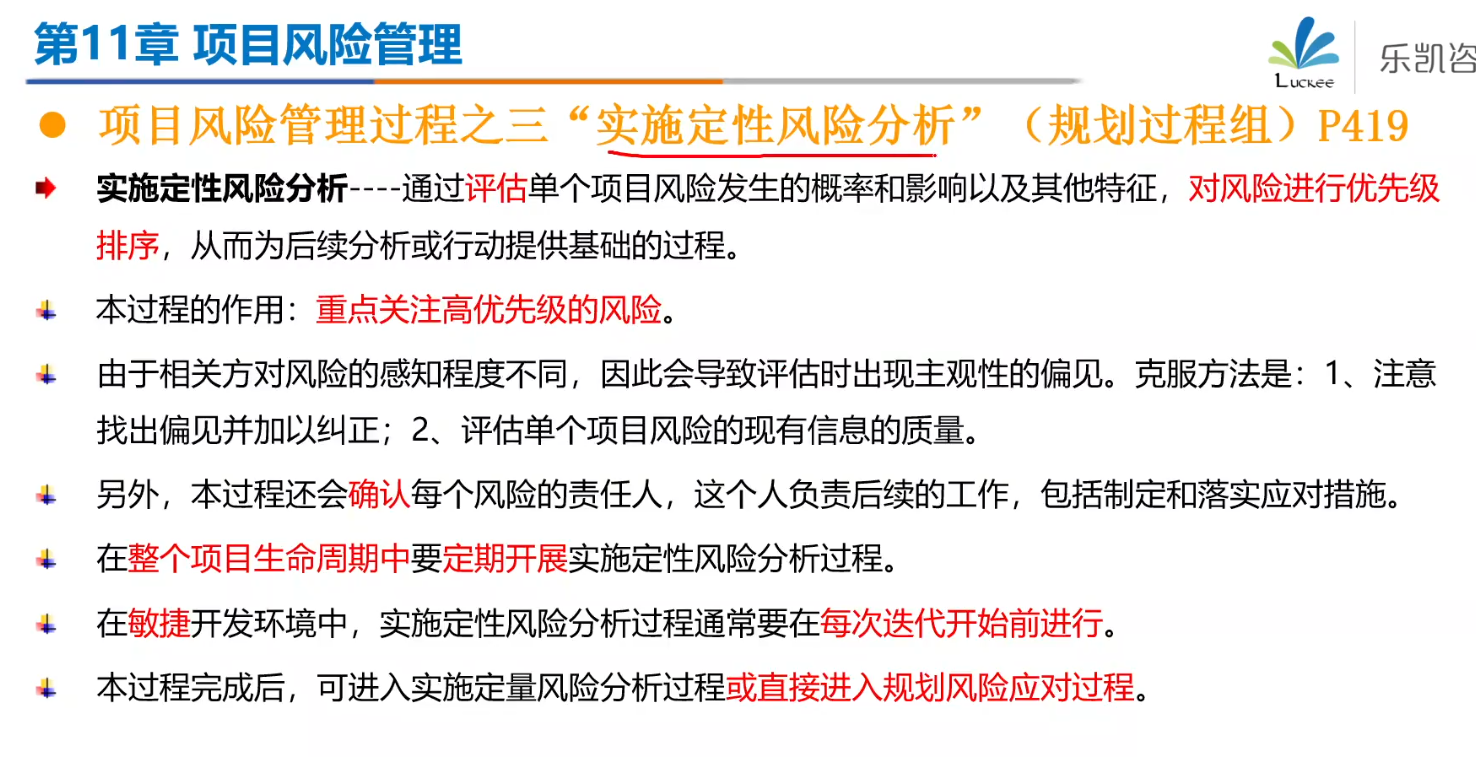 第11章 项目风险管理
Luckee
乐凯咨
项目风险管理过程之三“实施定性风险分析”（规划过程组）P419
实施定性风险分析----通过评估单个项目风险发生的概率和影响以及其他特征，对风险进行优先级
排序，从而为后续分析或行动提供基础的过程。
本过程的作用：重点关注高优先级的风险。
由于相关方对风险的感知程度不同，因此会导致评估时出现主观性的偏见。克服方法是：1、注意
找出偏见并加以纠正；2、评估单个项目风险的现有信息的质量。
另外，本过程还会确认每个风险的责任人，这个人负责后续的工作，包括制定和落实应对措施。
在整个项目生命周期中要定期开展实施定性风险分析过程。
在敏捷开发环境中，实施定性风险分析过程通常要在每次迭代开始前进行。
本过程完成后，可进入实施定量风险分析过程或直接进入规划风险应对过程。